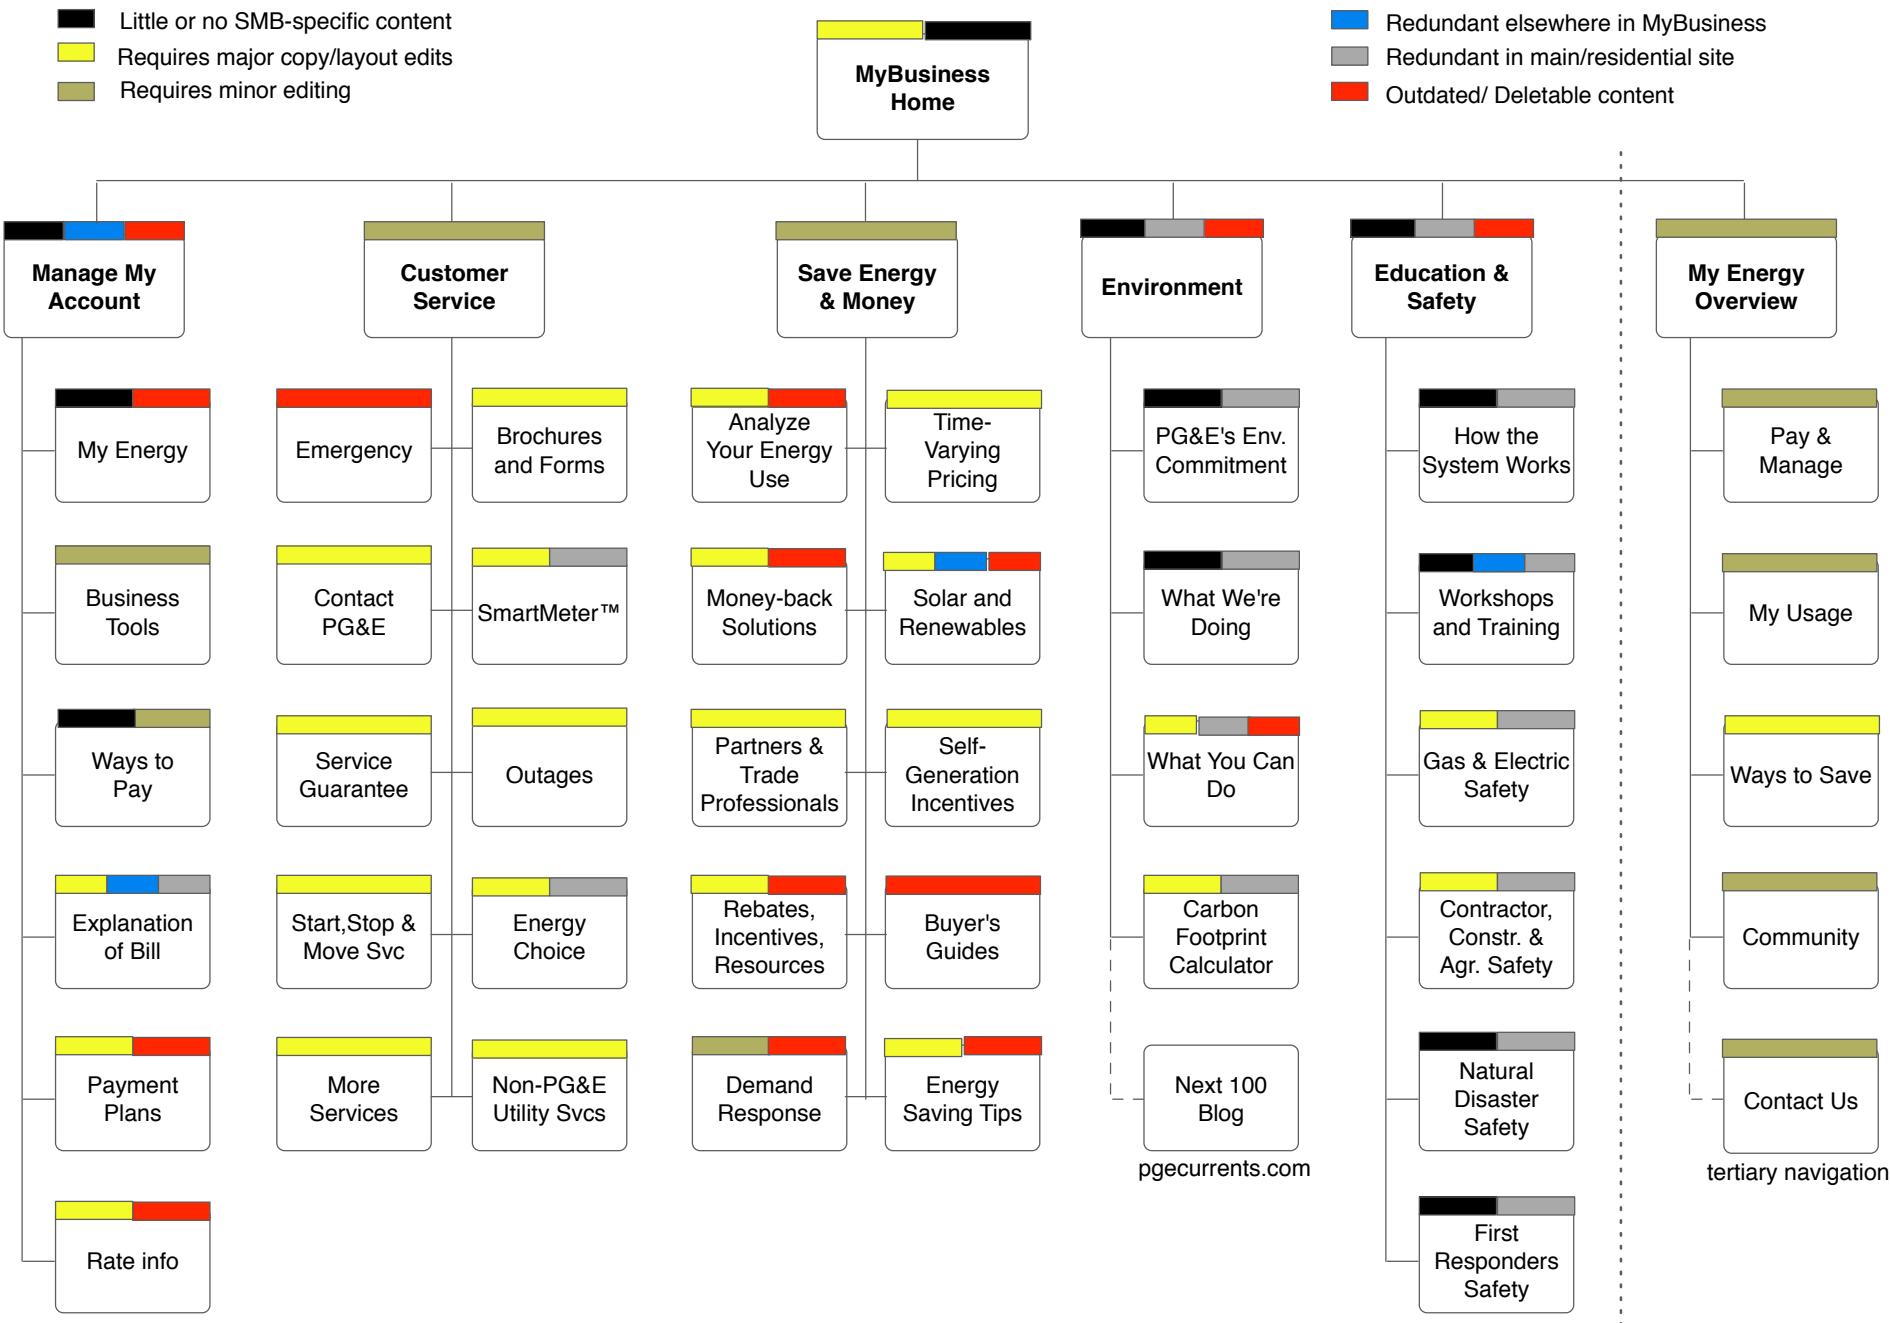 Little or no SMB-specific content
Requires major copy/layout edits
Requires minor editing
Redundant elsewhere in MyBusiness
Redundant in main/residential site
Outdated/ Deletable content
MyBusiness
Home
Manage My
Account
Customer
Service
Save Energy
& Money
Environment
Education &
Safety
My Energy
Overview
My Energy
Business
Tools
Ways to
Pay
Explanation
of Bill
Payment
Plans
Rate info
Emergency
Brochures
and Forms
Contact
PG&E
SmartMeter™
Service
Guarantee
Outages
Start,Stop &
Move Svc
Energy
Choice
More
Services
Non-PG&E
Utility Svcs
Analyze
Your Energy
Use
Time-
Varying
Pricing
Money-back
Solutions
Solar and
Renewables
Partners &
Trade
Professionals
Self-
Generation
Incentives
Rebates,
Incentives,
Resources
Buyer's
Guides
Demand
Response
Energy
Saving Tips
PG&E's Env.
Commitment
What We're
Doing
What You Can
Do
Carbon
Footprint
Calculator
Next 100
Blog
pgecurrents.com
How the
System Works
Workshops
and Training
Gas & Electric
Safety
Contractor,
Constr. &
Agr. Safety
Natural
Disaster
Safety
First
Responders
Safety
Pay &
Manage
My Usage
Ways to Save
Community
Contact Us
tertiary navigation